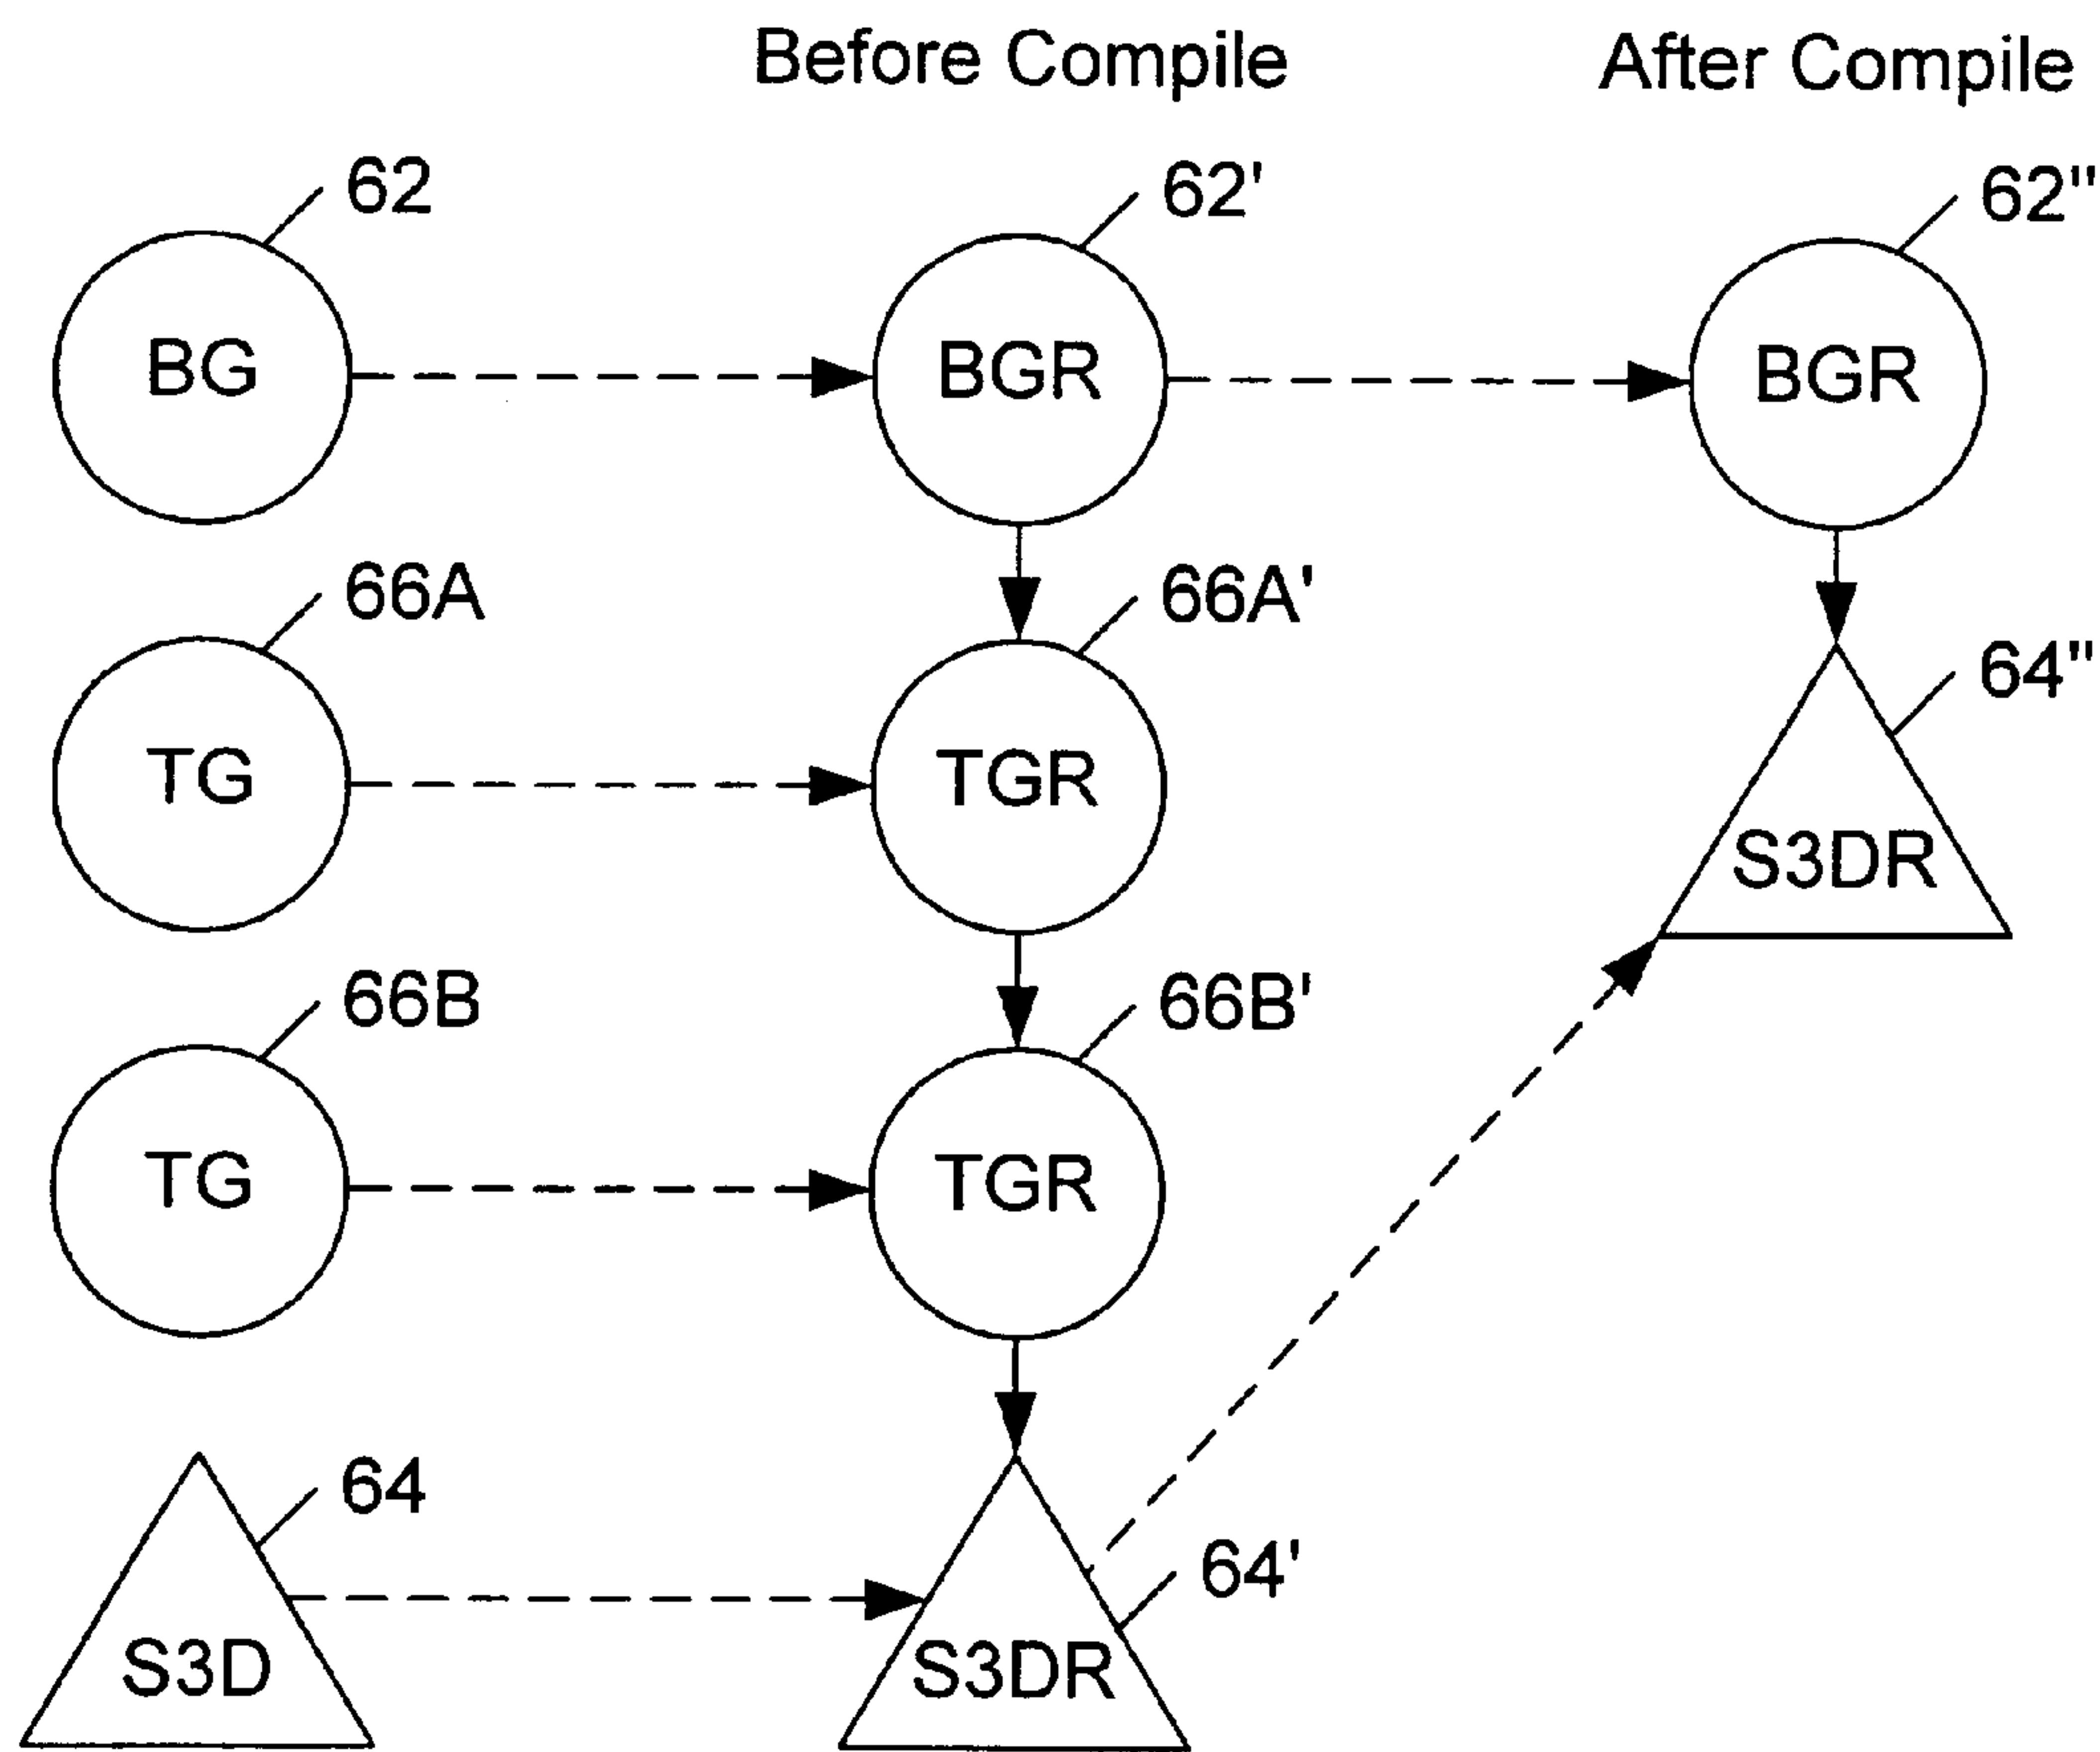 Before Compile After Compile
62 62' 62"
BG BGR BGR
66A 66A'
64"
TG TGR
S3DR
66B 66B'
TG TGR
64
64'
S3D S3DR